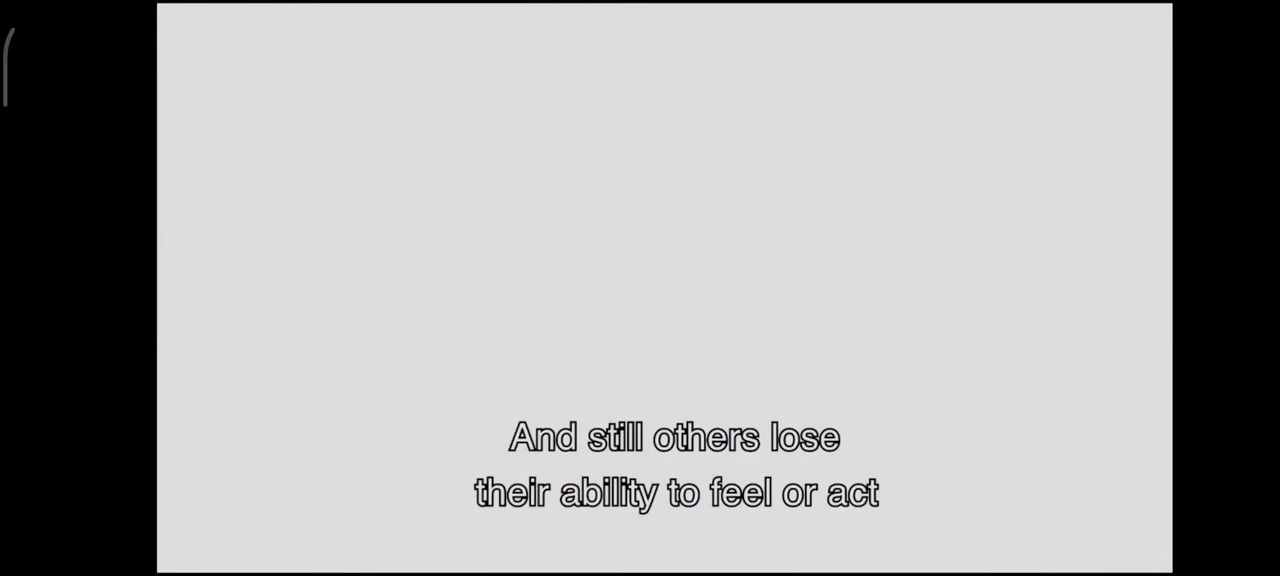 And still others lose
their ability to feel or act